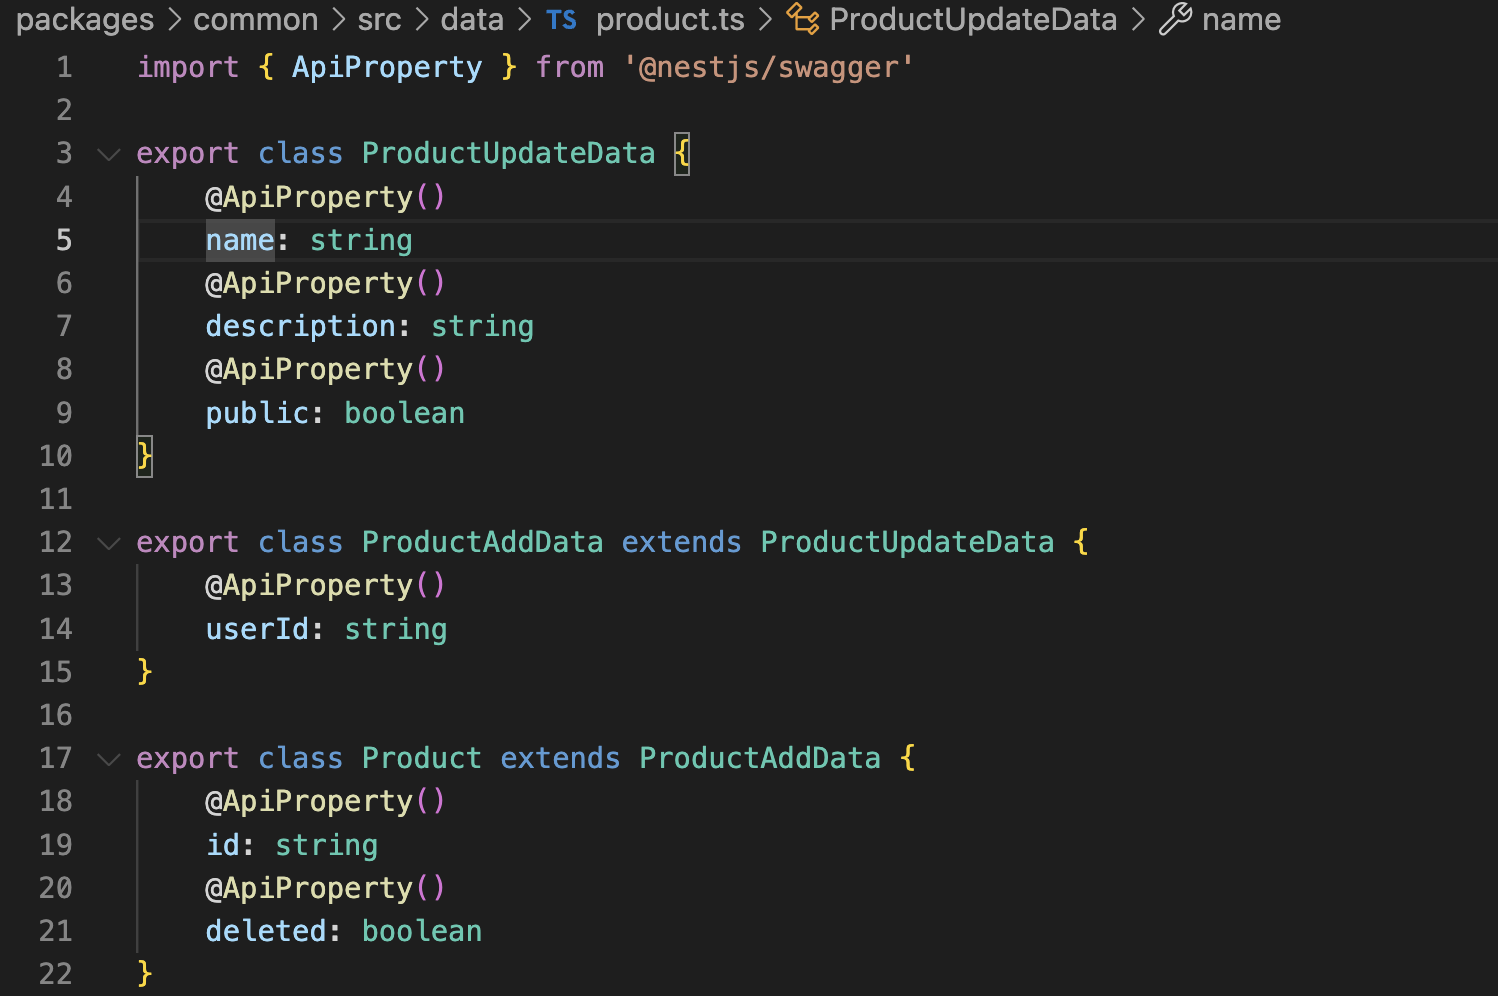 packages > common > src > data > TS product.ts > ProductUpdateData > name
1 import { ApiProperty } from '@nestjs/swagger'
2
3 export class ProductUpdateData {
4 @ApiProperty()
5 name: string
6 @ApiProperty()
7 description: string
8 @ApiProperty()
9 public: boolean
10 }
11
12 export class ProductAddData extends ProductUpdateData {
13 @ApiProperty()
14 userId: string
15 }
16
17 export class Product extends ProductAddData {
18 @ApiProperty()
19 id: string
20 @ApiProperty()
21 deleted: boolean
22 }